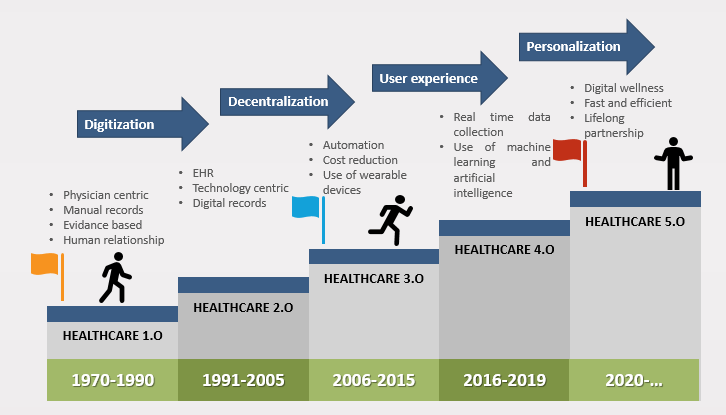 Personalization
User experience
Decentralization
Digitization
• Physician centric
• Manual records
• Evidence based
• Human relationship
• EHR
• Technology centric
• Digital records
• Automation
• Cost reduction
• Use of wearable
devices
• Real time data
collection
• Use of machine
learning and
artificial
intelligence
• Digital wellness
• Fast and efficient
• Lifelong
partnership
HEALTHCARE 1.O
HEALTHCARE 2.O
HEALTHCARE 3.O
HEALTHCARE 4.O
HEALTHCARE 5.O
1970-1990
1991-2005
2006-2015
2016-2019
2020-...